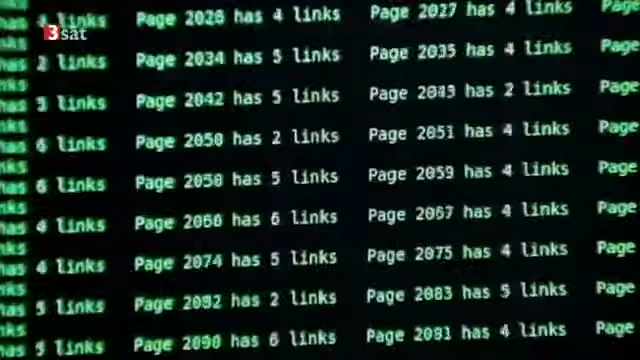 3sat
links Page 2026 has 4 links Page 2027 has 4 links Page
2 links Page 2034 has 5 links Page 2035 has 4 links Page
links Page 2042 has 5 links Page 2043 has 2 links Page
has 6 links Page 2050 has 2 links Page 2051 has 4 links Page
has 6 links Page 2058 has 5 links Page 2059 has 4 links Page
has 4 links Page 2066 has 6 links Page 2067 has 4 links Page
has 4 links Page 2074 has 5 links Page 2075 has 4 links Page
has 5 links Page 2082 has 2 links Page 2083 has 5 links Page
has 5 links Page 2090 has 6 links Page 2091 has 4 links Page